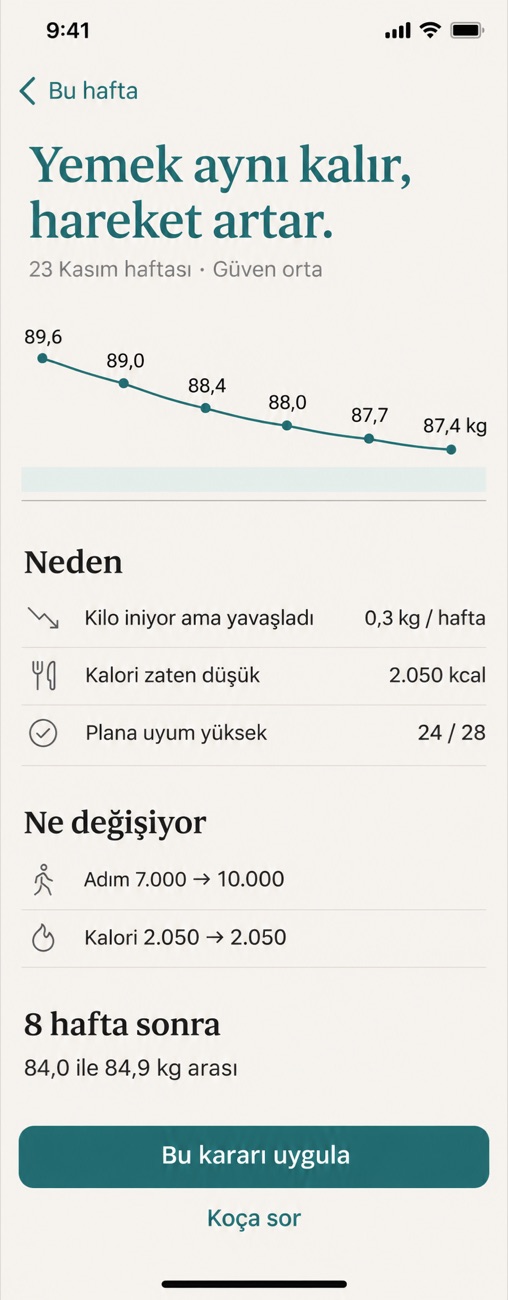 9:41
Bu hafta
Yemek aynı kalır,
hareket artar.
23 Kasım haftası · Güven orta
89,6
89,0
88,4
88,0
87,7
87,4 kg
Neden
Kilo iniyor ama yavaşladı 0,3 kg / hafta
Kalori zaten düşük 2.050 kcal
Plana uyum yüksek 24 / 28
Ne değişiyor
Adım 7.000 → 10.000
Kalori 2.050 → 2.050
8 hafta sonra
84,0 ile 84,9 kg arası
Bu kararı uygula
Koça sor